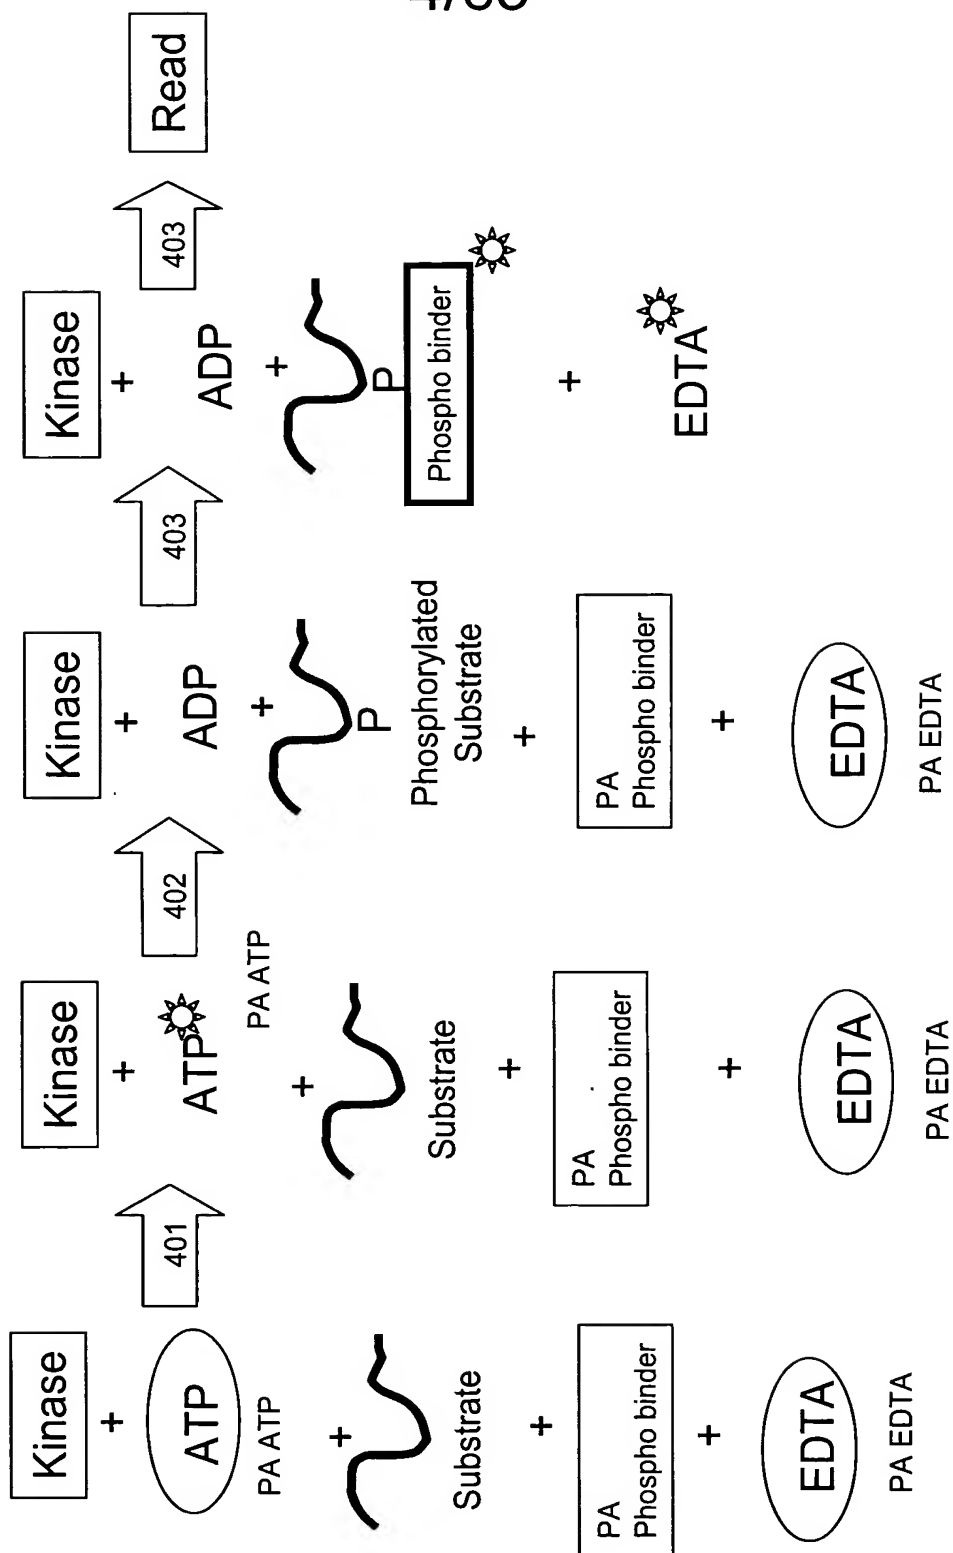 Kinase
+
ATP
PA ATP
+
Substrate
+
PA
Phospho binder
+
EDTA
PA EDTA
401
Kinase
+
ATP
PA ATP
+
Substrate
+
PA
Phospho binder
+
EDTA
PA EDTA
402
Kinase
+
ADP
+
P
Phosphorylated
Substrate
+
PA
Phospho binder
+
EDTA
PA EDTA
403
Kinase
+
ADP
+
P
Phospho binder
+
EDTA
403
Read